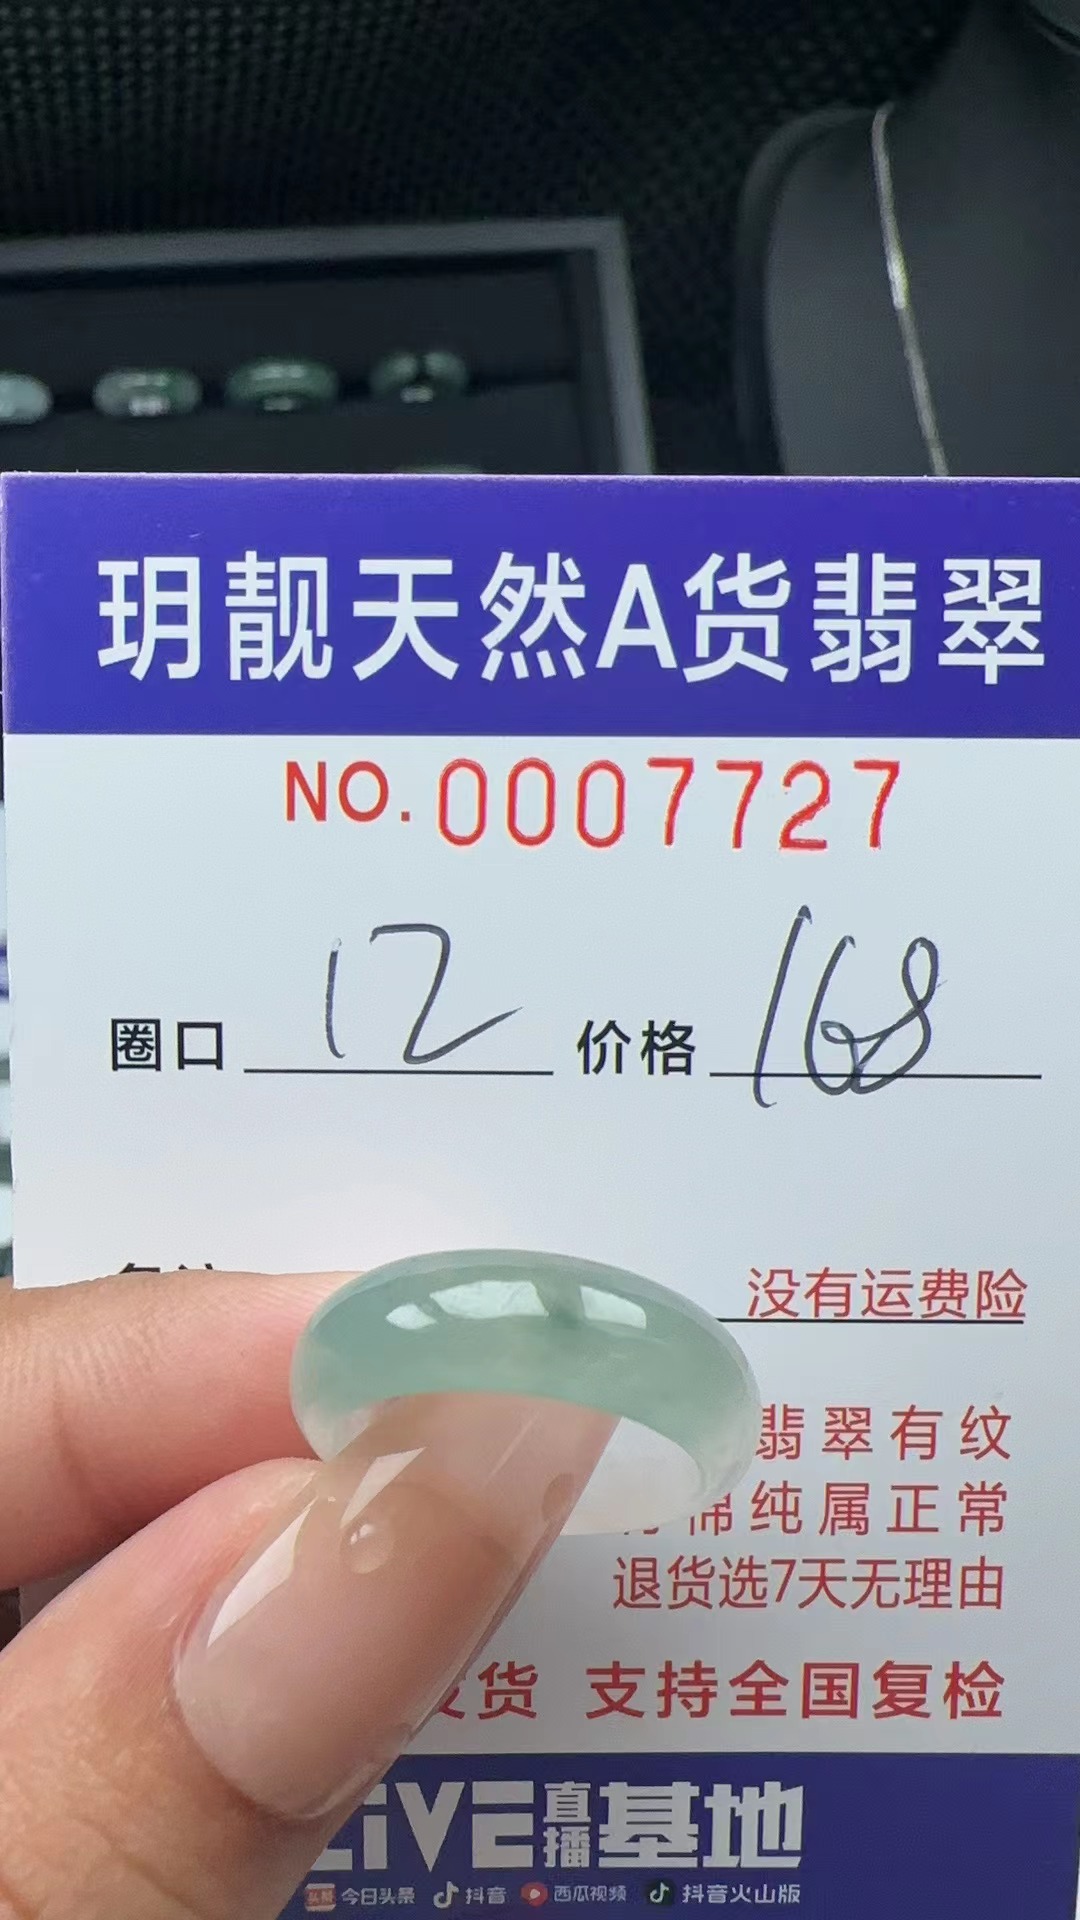 玥靓天然A货翡翠
NO.0007727
圈口 12 价格 168
没有运费险
翡翠有纹
棉纯属正常
退货选7天无理由
发货 支持全国复检
LIVE直播基地
今日头条 抖音 西瓜视频 抖音火山版